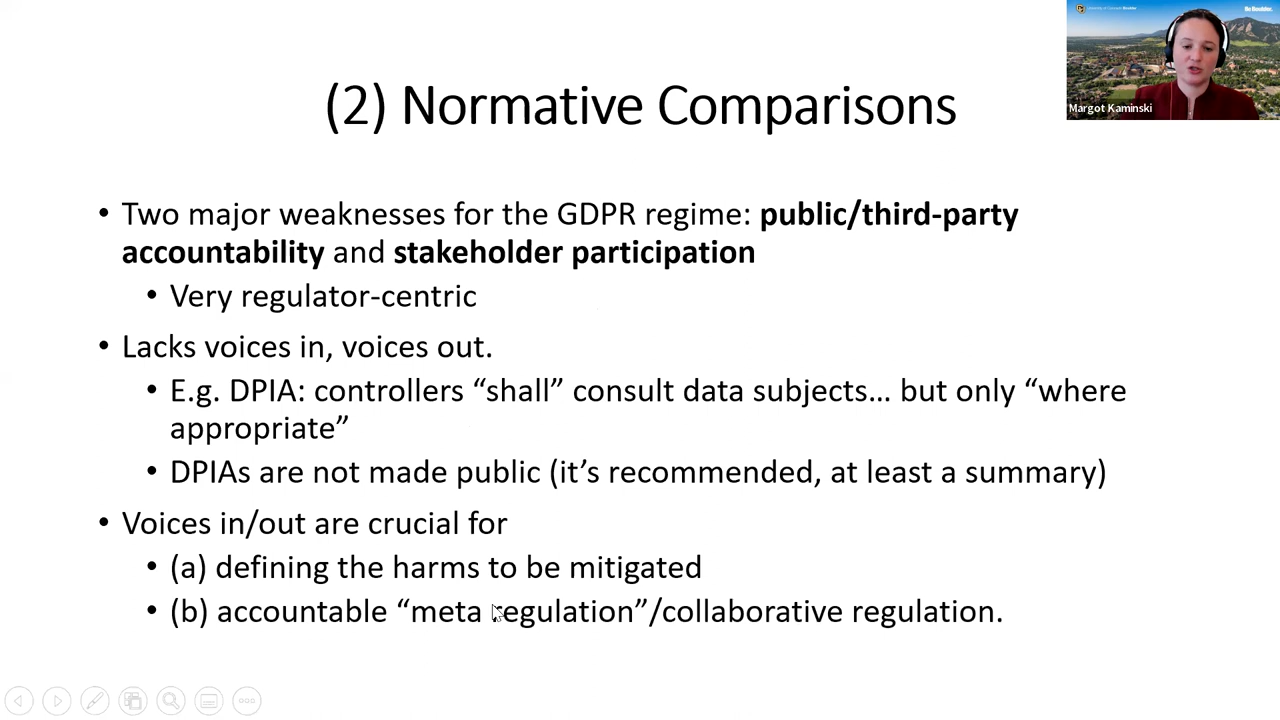 (2) Normative Comparisons
• Two major weaknesses for the GDPR regime: public/third-party
accountability and stakeholder participation
• Very regulator-centric
• Lacks voices in, voices out.
• E.g. DPIA: controllers “shall” consult data subjects… but only “where
appropriate”
• DPIAs are not made public (it’s recommended, at least a summary)
• Voices in/out are crucial for
• (a) defining the harms to be mitigated
• (b) accountable “meta regulation”/collaborative regulation.
Margot Kaminski